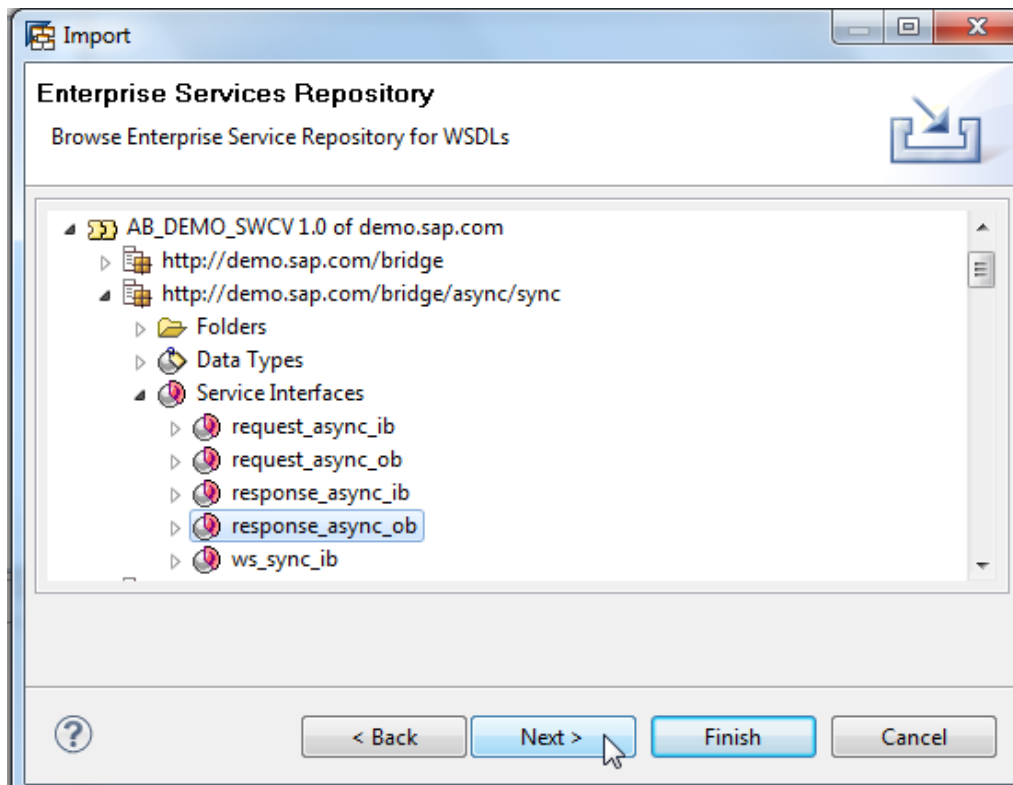 Import
Enterprise Services Repository
Browse Enterprise Service Repository for WSDLs
AB_DEMO_SWCV 1.0 of demo.sap.com
http://demo.sap.com/bridge
http://demo.sap.com/bridge/async/sync
Folders
Data Types
Service Interfaces
request_async_ib
request_async_ob
response_async_ib
response_async_ob
ws_sync_ib
? < Back Next > Finish Cancel